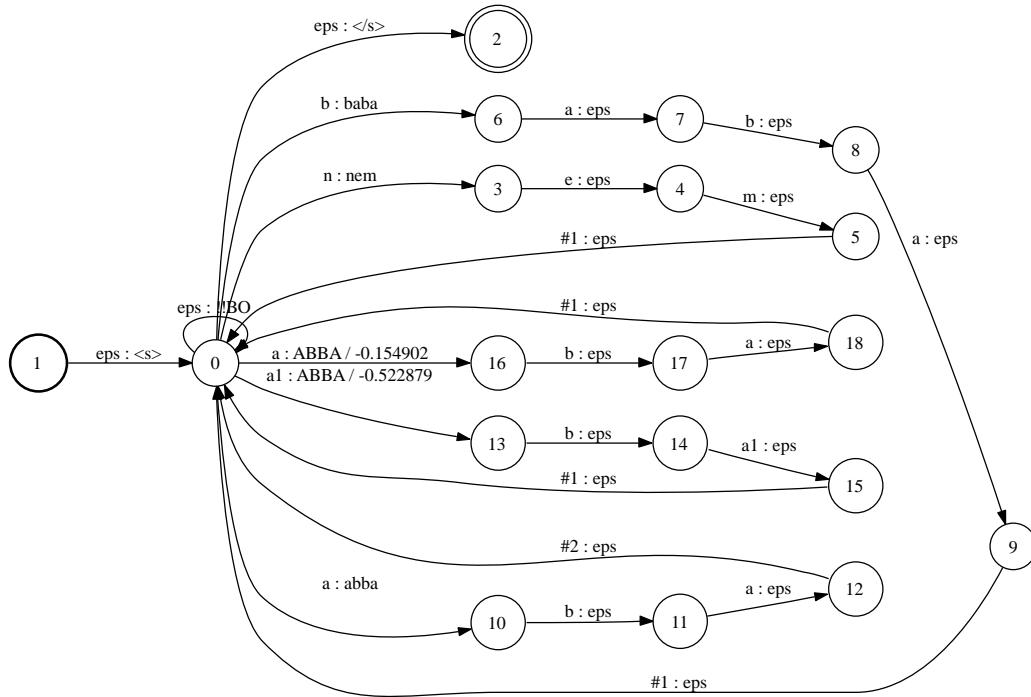 eps : </s>
2
b : baba
6
a : eps
7
b : eps
8
n : nem
3
e : eps
4
m : eps
5
a : eps
#1 : eps
eps : !!BO
#1 : eps
1
eps : <s>
0
a : ABBA / -0.154902
16
b : eps
17
a : eps
18
a1 : ABBA / -0.522879
13
b : eps
14
a1 : eps
15
#1 : eps
9
#2 : eps
a : abba
10
b : eps
11
a : eps
12
#1 : eps